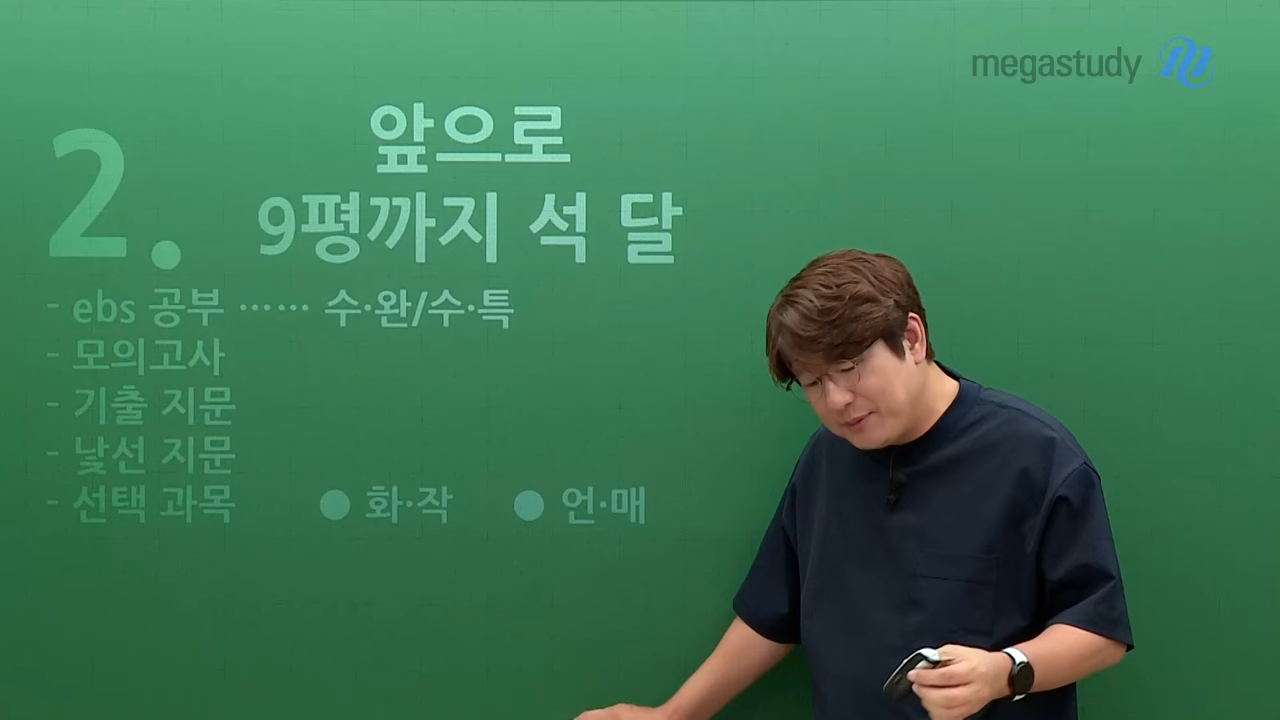 megastudy
2.
앞으로
9평까지 석 달
- ebs 공부 …… 수·완/수·특
- 모의고사
- 기출 지문
- 낯선 지문
- 선택 과목 ● 화·작 ● 언·매